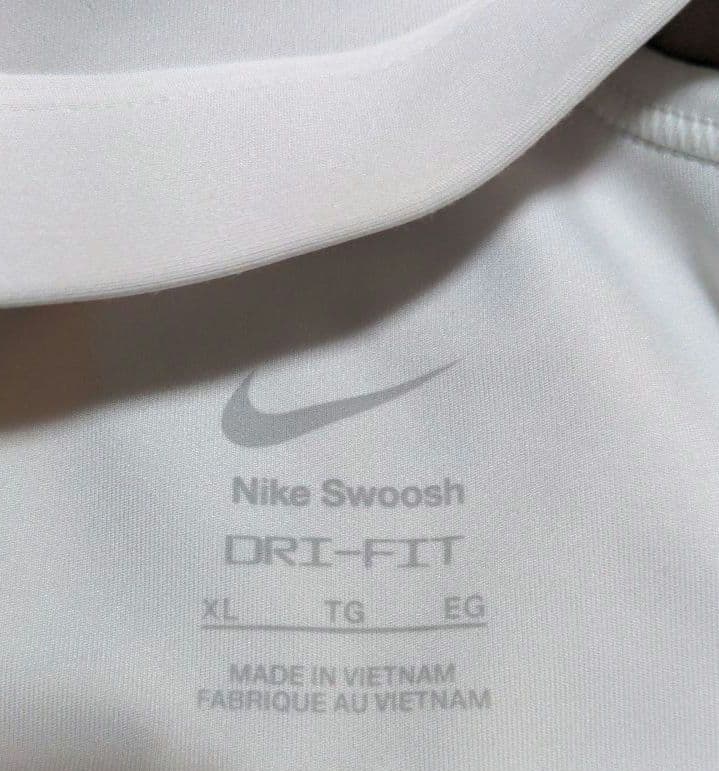 Nike Swoosh
DRI-FIT
XL TG EG
MADE IN VIETNAM
FABRIQUE AU VIETNAM